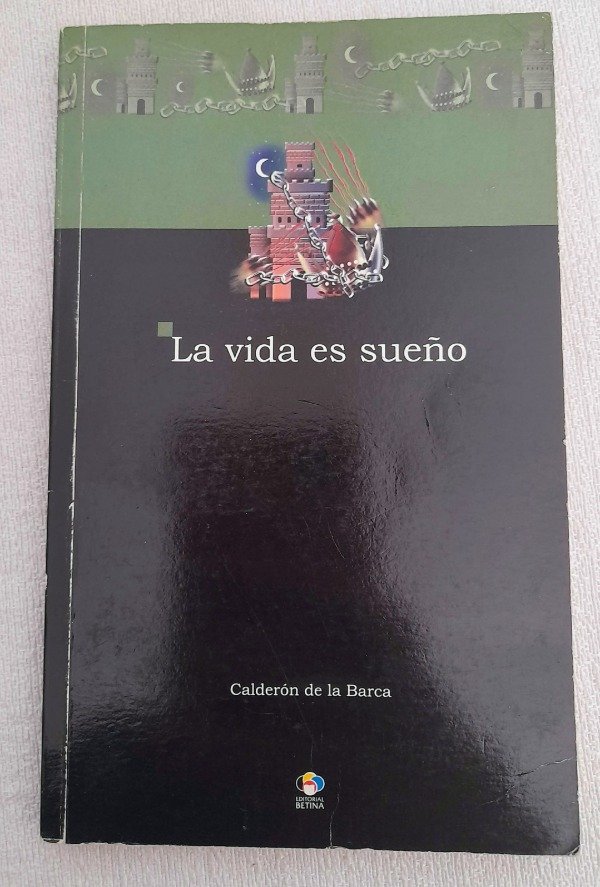 La vida es sueño
Calderón de la Barca
EDITORIAL
BETINA